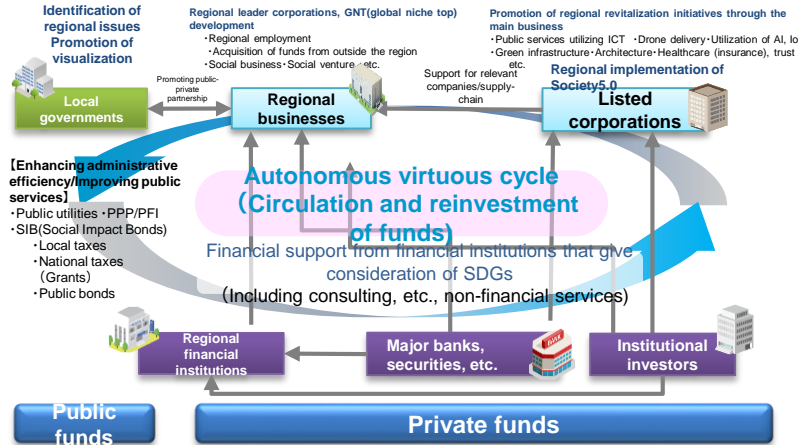 Identification of
regional issues
Promotion of
visualization
Regional leader corporations, GNT(global niche top)
development
・Regional employment
・Acquisition of funds from outside the region
・Social business・Social venture, etc.
Promotion of regional revitalization initiatives through the
main business
・Public services utilizing ICT ・Drone delivery・Utilization of AI, Io
・Green infrastructure・Architecture・Healthcare (insurance), trust
etc.
Regional implementation of
Society5.0
Local
governments
Promoting public-
private
partnership
Regional
businesses
Support for relevant
companies/supply-
chain
Listed
corporations
【Enhancing administrative
efficiency/Improving public
services】
・Public utilities ・PPP/PFI
・SIB(Social Impact Bonds)
・Local taxes
・National taxes
(Grants)
・Public bonds
Autonomous virtuous cycle
(Circulation and reinvestment
of funds)
Financial support from financial institutions that give
consideration of SDGs
(Including consulting, etc., non-financial services)
Regional
financial
institutions
Major banks,
securities, etc.
BANK
Institutional
investors
Public
funds
Private funds